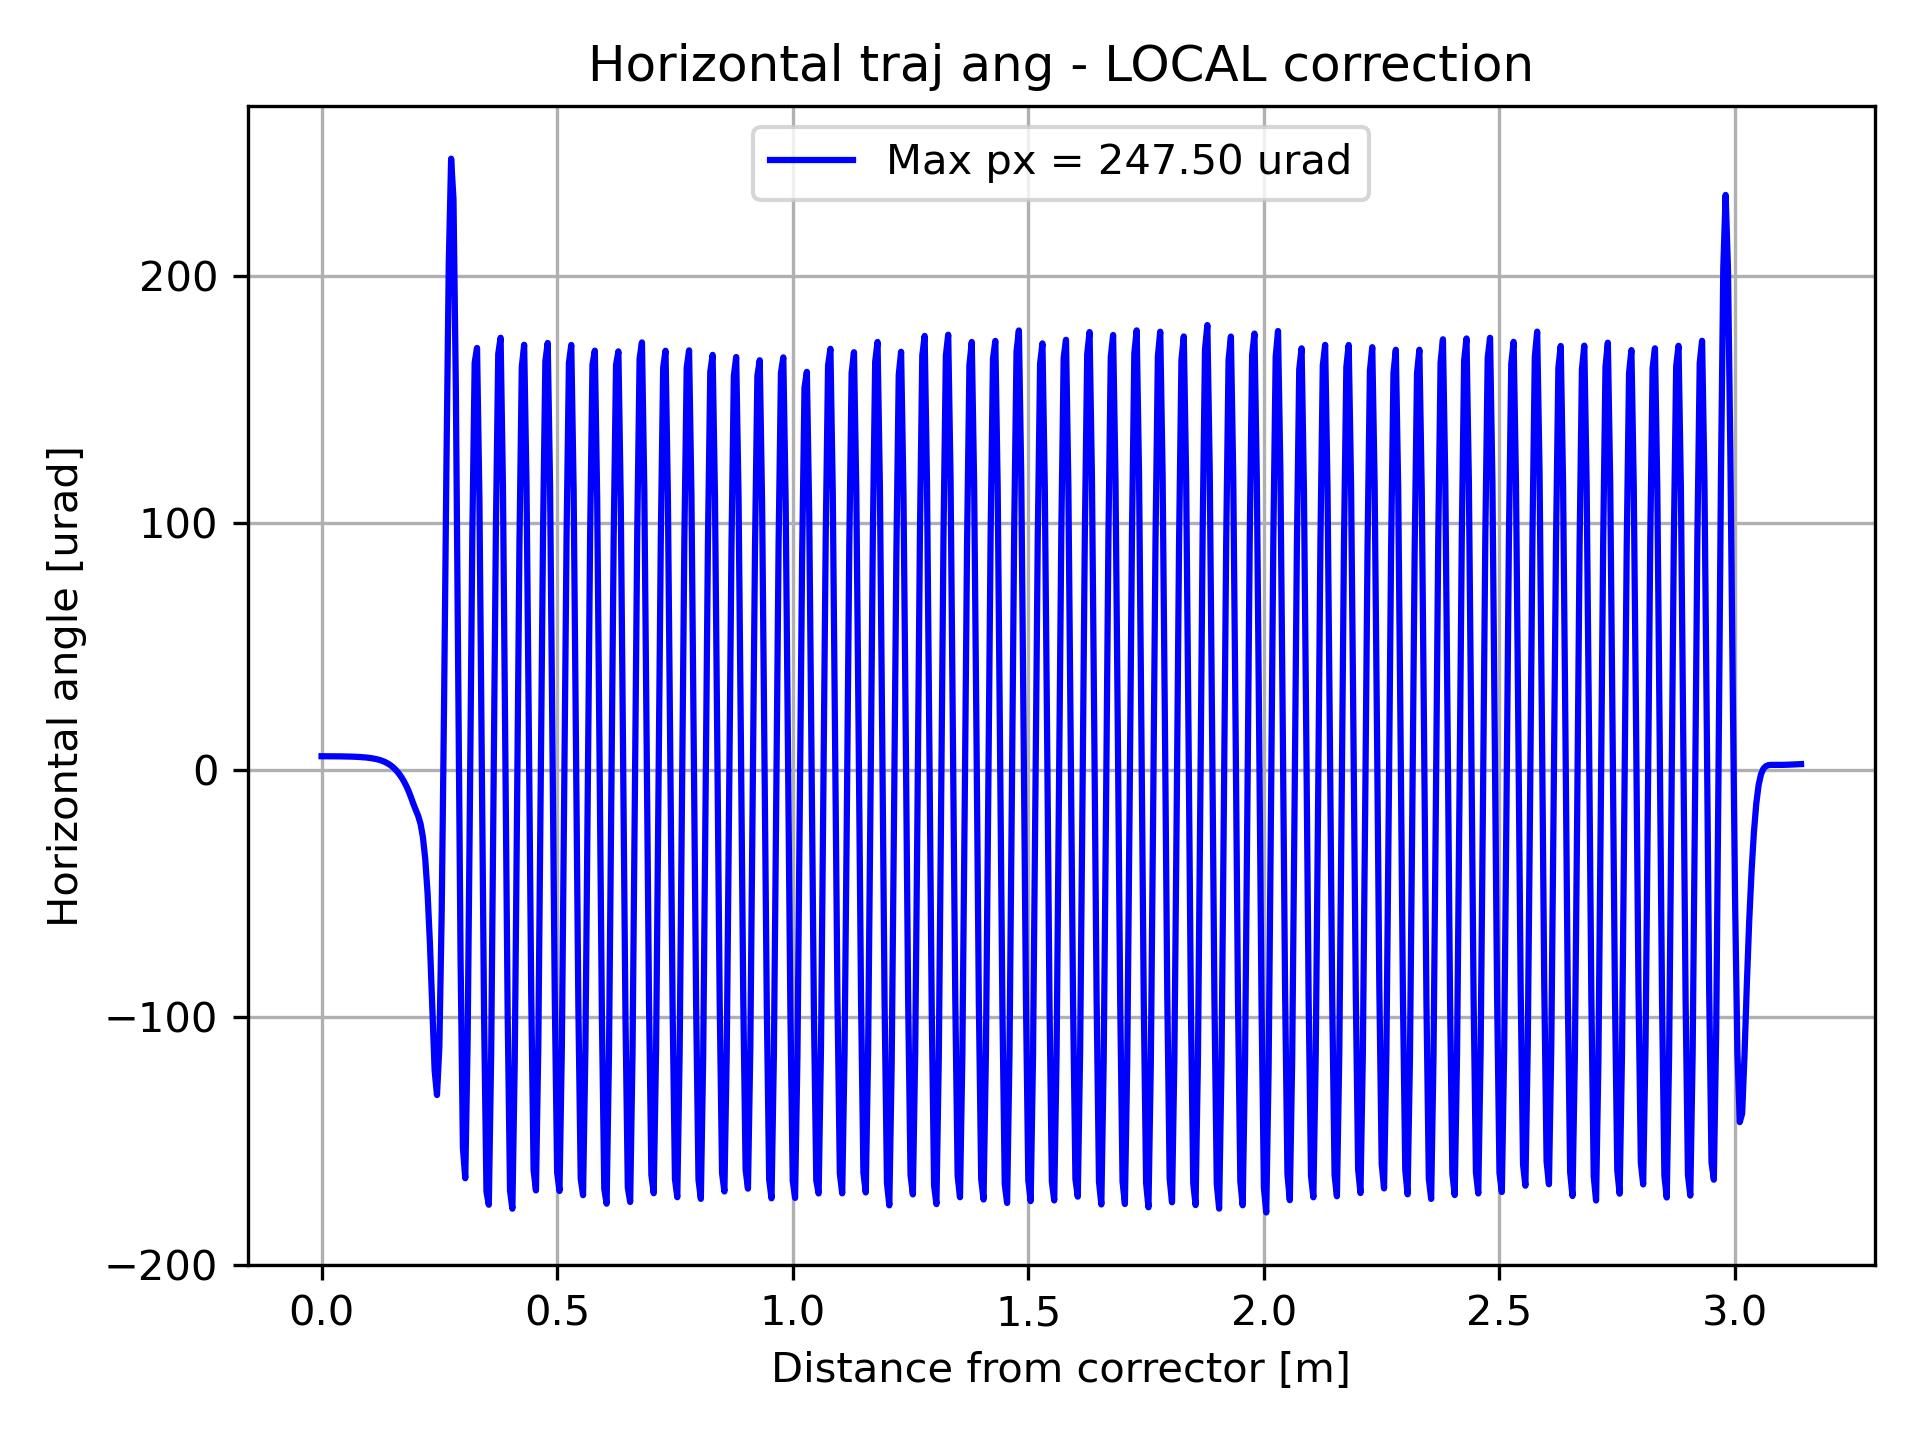 Horizontal traj ang - LOCAL correction
Max px = 247.50 urad
Horizontal angle [urad]
200
100
0
−100
−200
0.0 0.5 1.0 1.5 2.0 2.5 3.0
Distance from corrector [m]